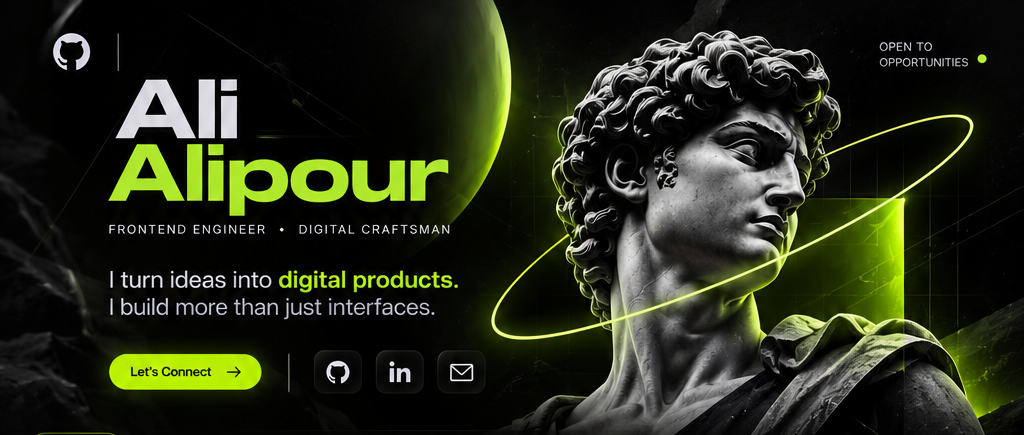 OPEN TO
OPPORTUNITIES
Ali
Alipour
FRONTEND ENGINEER • DIGITAL CRAFTSMAN
I turn ideas into digital products.
I build more than just interfaces.
Let's Connect →
in